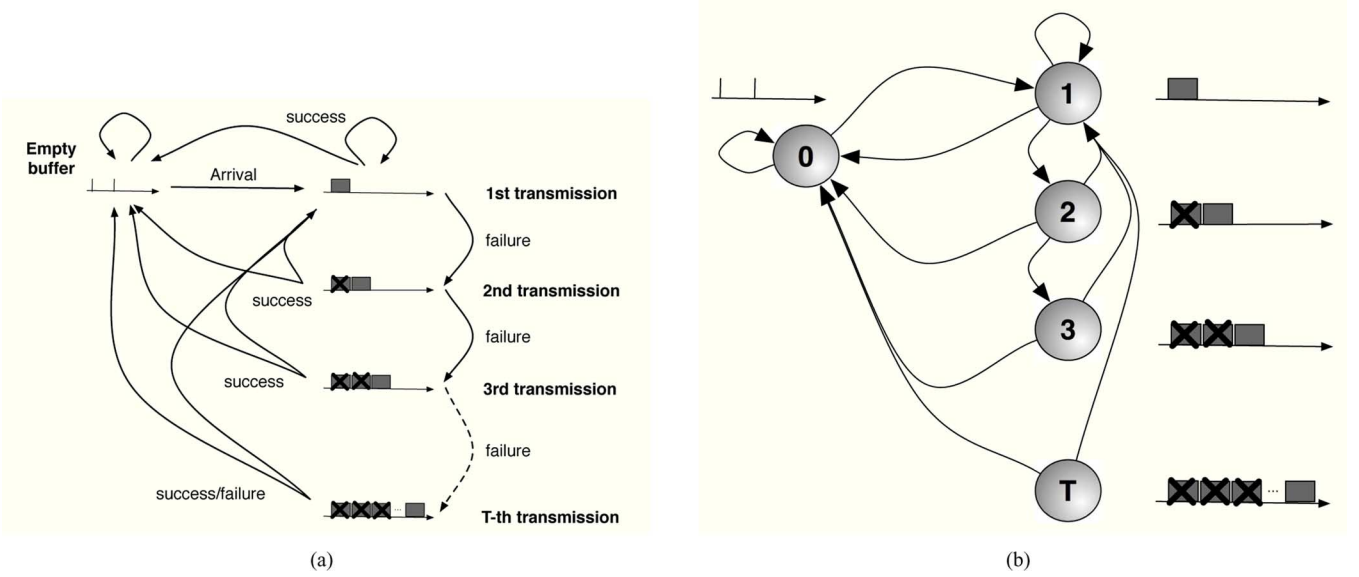 success
Empty
buffer
Arrival
1st transmission
failure
success
2nd transmission
failure
success
3rd transmission
failure
success/failure
...
T-th transmission
(a)
0
1
2
3
T
...
(b)